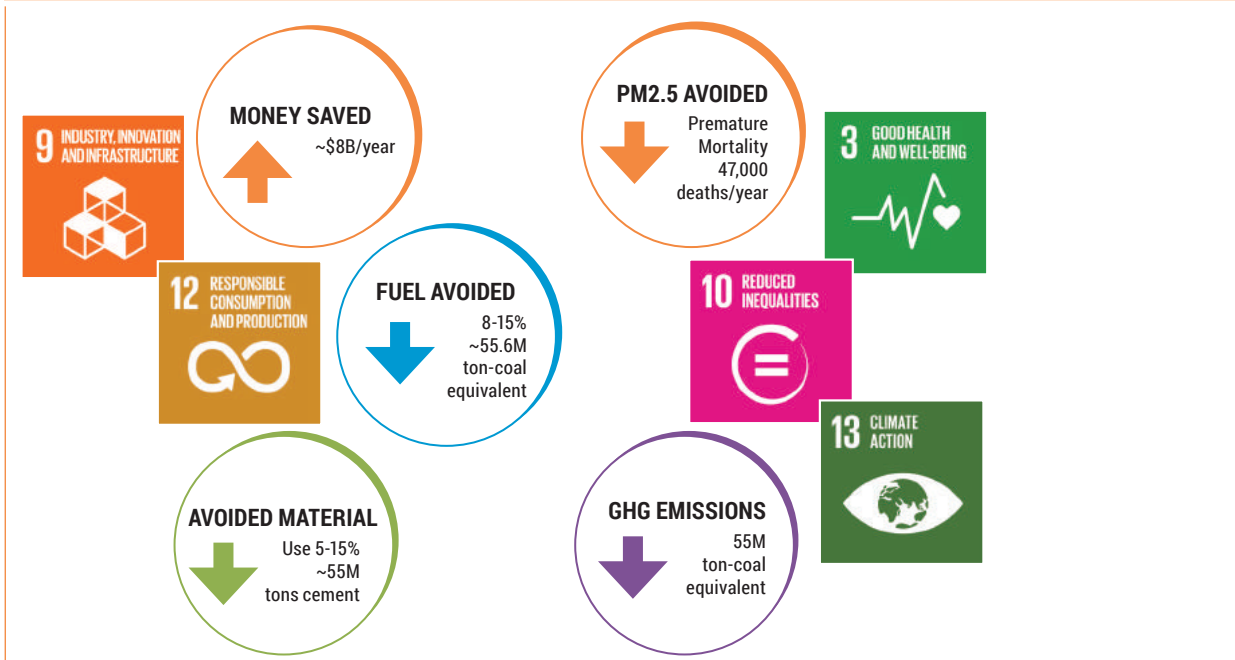 MONEY SAVED
~$8B/year
9 INDUSTRY, INNOVATION
AND INFRASTRUCTURE
12 RESPONSIBLE
CONSUMPTION
AND PRODUCTION
FUEL AVOIDED
8-15%
~55.6M
ton-coal
equivalent
AVOIDED MATERIAL
Use 5-15%
~55M
tons cement
PM2.5 AVOIDED
Premature
Mortality
47,000
deaths/year
3 GOOD HEALTH
AND WELL-BEING
10 REDUCED
INEQUALITIES
13 CLIMATE
ACTION
GHG EMISSIONS
55M
ton-coal
equivalent